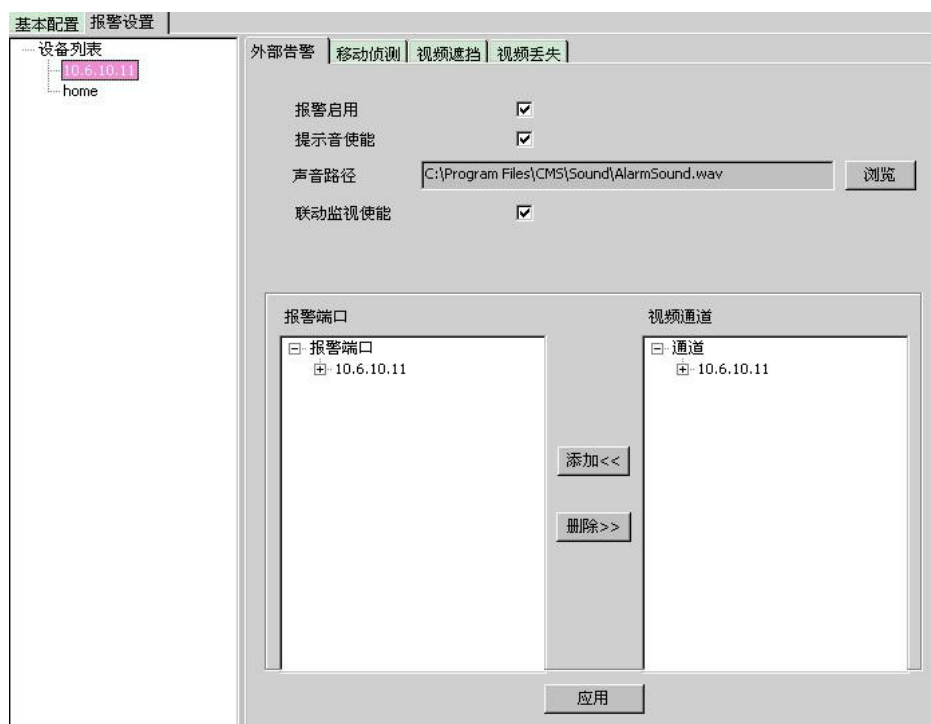 基本配置 报警设置
设备列表
10.6.10.11
home
外部告警 移动侦测 视频遮挡 视频丢失
报警启用
提示音使能
声音路径 C:\Program Files\CMS\Sound\AlarmSound.wav 浏览
联动监视使能
报警端口 视频通道
报警端口 通道
10.6.10.11 10.6.10.11
添加<<
删除>>
应用